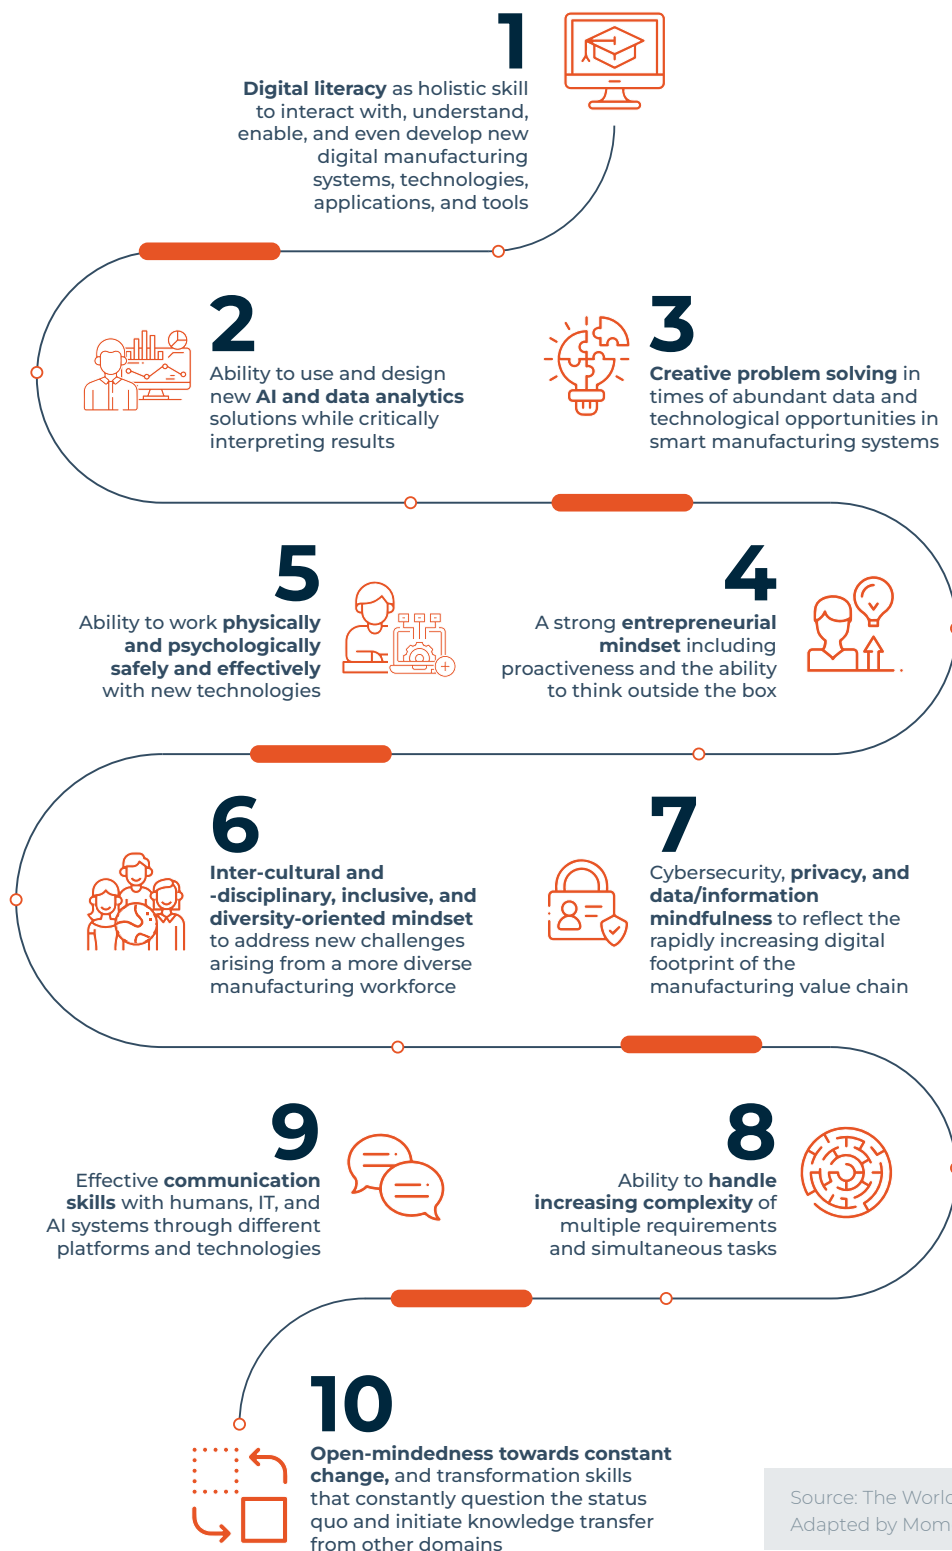 1
Digital literacy as holistic skill
to interact with, understand,
enable, and even develop new
digital manufacturing
systems, technologies,
applications, and tools
2
Ability to use and design
new AI and data analytics
solutions while critically
interpreting results
3
Creative problem solving in
times of abundant data and
technological opportunities in
smart manufacturing systems
4
A strong entrepreneurial
mindset including
proactiveness and the ability
to think outside the box
5
Ability to work physically
and psychologically
safely and effectively
with new technologies
6
Inter-cultural and
-disciplinary, inclusive, and
diversity-oriented mindset
to address new challenges
arising from a more diverse
manufacturing workforce
7
Cybersecurity, privacy, and
data/information
mindfulness to reflect the
rapidly increasing digital
footprint of the
manufacturing value chain
8
Ability to handle
increasing complexity of
multiple requirements
and simultaneous tasks
9
Effective communication
skills with humans, IT, and
AI systems through different
platforms and technologies
10
Open-mindedness towards constant
change, and transformation skills
that constantly question the status
quo and initiate knowledge transfer
from other domains
Source: The World
Adapted by Mom